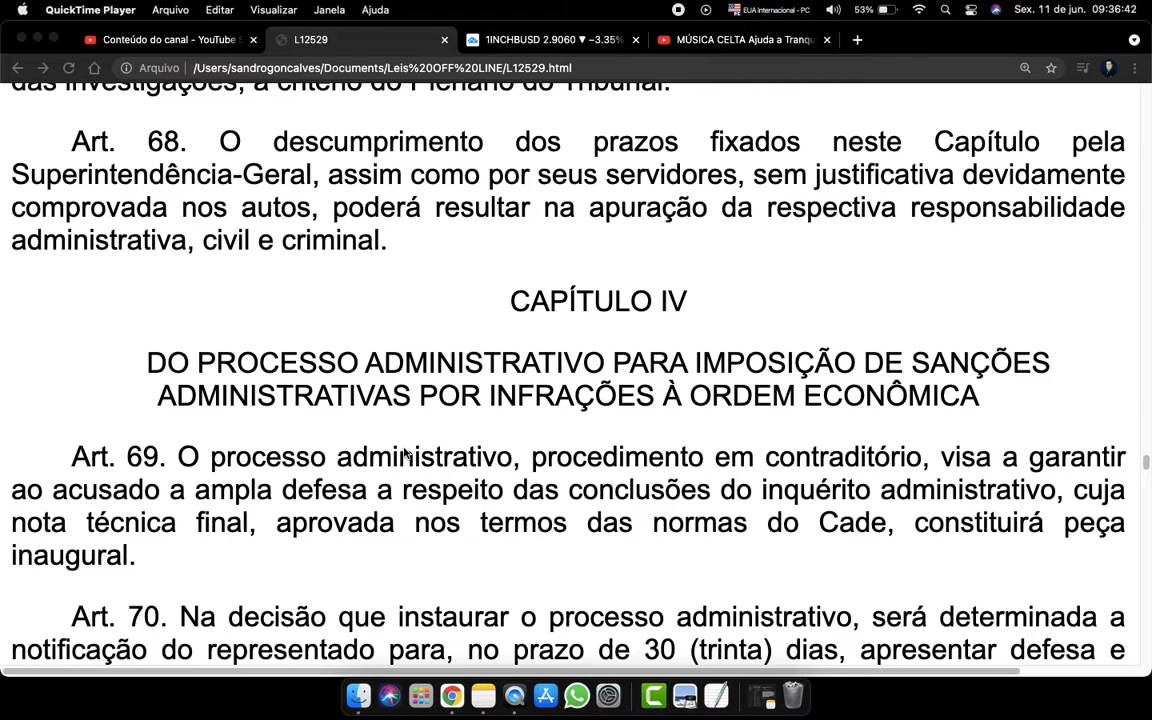 QuickTime Player Arquivo Editar Visualizar Janela Ajuda EUA Internacional - PC 53% Sex. 11 de jun. 09:36:42
Conteúdo do canal - YouTube S L12529 1INCHBUSD 2.9060 ▼ −3.35% MÚSICA CELTA Ajuda a Tranqu
Arquivo /Users/sandrogoncalves/Documents/Leis%20OFF%20LINE/L12529.html
das investigações, a critério do Plenário do Tribunal.
Art. 68. O descumprimento dos prazos fixados neste Capítulo pela
Superintendência-Geral, assim como por seus servidores, sem justificativa devidamente
comprovada nos autos, poderá resultar na apuração da respectiva responsabilidade
administrativa, civil e criminal.
CAPÍTULO IV
DO PROCESSO ADMINISTRATIVO PARA IMPOSIÇÃO DE SANÇÕES
ADMINISTRATIVAS POR INFRAÇÕES À ORDEM ECONÔMICA
Art. 69. O processo administrativo, procedimento em contraditório, visa a garantir
ao acusado a ampla defesa a respeito das conclusões do inquérito administrativo, cuja
nota técnica final, aprovada nos termos das normas do Cade, constituirá peça
inaugural.
Art. 70. Na decisão que instaurar o processo administrativo, será determinada a
notificação do representado para, no prazo de 30 (trinta) dias, apresentar defesa e